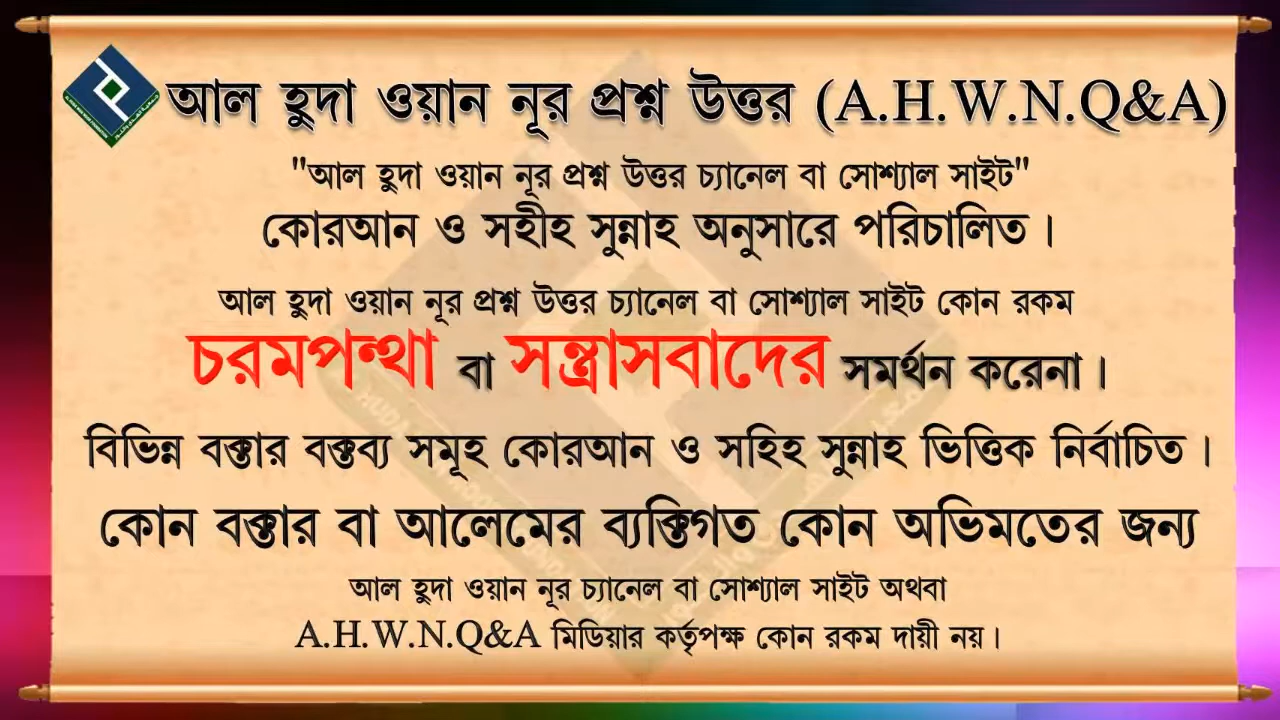 আল হুদা ওয়ান নূর প্রশ্ন উত্তর (A.H.W.N.Q&A)
"আল হুদা ওয়ান নূর প্রশ্ন উত্তর চ্যানেল বা সোশ্যাল সাইট"
কোরআন ও সহীহ সুন্নাহ অনুসারে পরিচালিত।
আল হুদা ওয়ান নূর প্রশ্ন উত্তর চ্যানেল বা সোশ্যাল সাইট কোন রকম
চরমপন্থা বা সন্ত্রাসবাদের সমর্থন করেনা।
বিভিন্ন বক্তার বক্তব্য সমূহ কোরআন ও সহিহ সুন্নাহ ভিত্তিক নির্বাচিত।
কোন বক্তার বা আলেমের ব্যক্তিগত কোন অভিমতের জন্য
আল হুদা ওয়ান নূর চ্যানেল বা সোশ্যাল সাইট অথবা
A.H.W.N.Q&A মিডিয়ার কর্তৃপক্ষ কোন রকম দায়ী নয়।